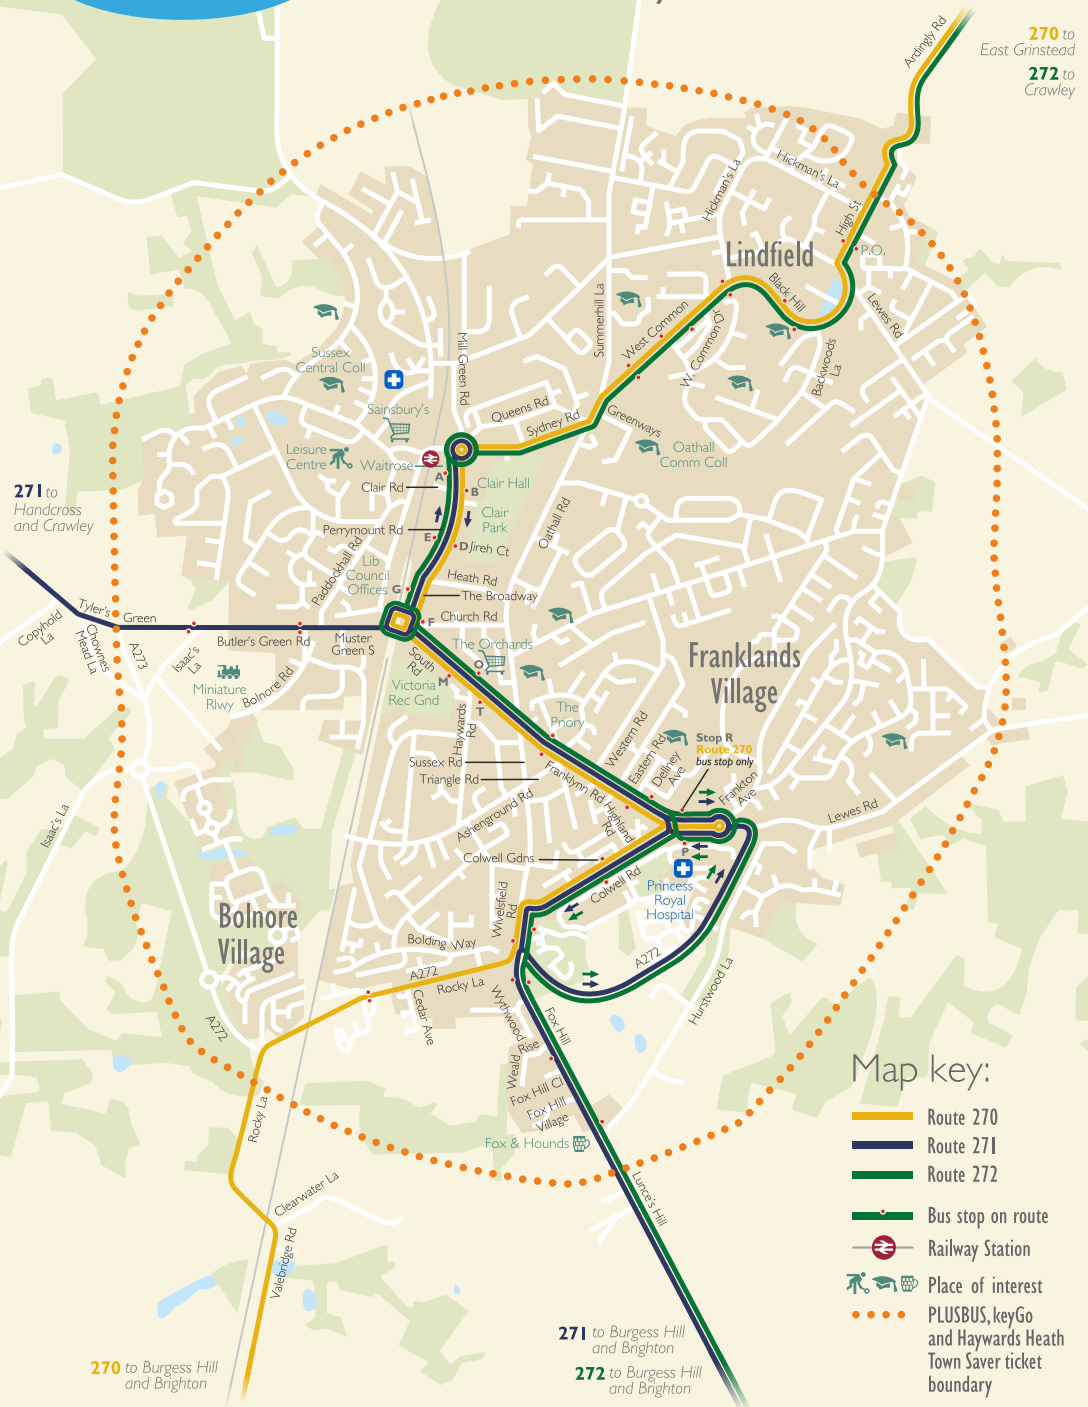 Ardingly Rd
270 to
East Grinstead
272 to
Crawley
Hickman's La
Hickman's La
High St
P.O.
Lindfield
Black Hill
Lewes Rd
Summerhill La
West Common
W. Common Dr
Backwoods
La
Mill Green Rd
Sussex
Central Coll
Sainsbury's
Queens Rd
Sydney Rd
Greenways
Oathall
Comm Coll
Leisure
Centre
Waitrose
A
Clair Rd
B
Clair Hall
271 to
Handcross
and Crawley
Clair
Park
Perrymount Rd
E
D
Jireh Ct
Oathall Rd
Paddockhall Rd
Lib
Council
Offices
G
Heath Rd
The Broadway
F
Church Rd
Copyhold
La
Tyler's
Green
Chownes
Mead La
A273
Isaac's
La
Butler's Green Rd
Muster
Green S
South
Rd
The Orchards
O
M
T
Victoria
Rec Gnd
Miniature
Rlwy
Bolnore Rd
Franklands
Village
The
Priory
Haywards
Rd
Western Rd
Eastern Rd
Dellney
Ave
Stop R
Route 270
bus stop only
Sussex Rd
Triangle Rd
Franklynn Rd
Highland
Rd
Frankton
Ave
Lewes Rd
Ashenground Rd
Isaac's La
Colwell Gdns
P
Colwell Rd
Princess
Royal
Hospital
Wivelsfield
Rd
Bolnore
Village
Bolding Way
A272
Rocky La
A272
Hurstwood La
Cedar Ave
Wythwood
Fox Hill
A272
Weald
Rise
Fox Hill Cl
Fox Hill
Village
Fox & Hounds
Rocky La
Clearwater La
Valebridge Rd
Lunce's Hill
Map key:
Route 270
Route 271
Route 272
Bus stop on route
Railway Station
Place of interest
PLUSBUS, keyGo
and Haywards Heath
Town Saver ticket
boundary
271 to Burgess Hill
and Brighton
272 to Burgess Hill
and Brighton
270 to Burgess Hill
and Brighton